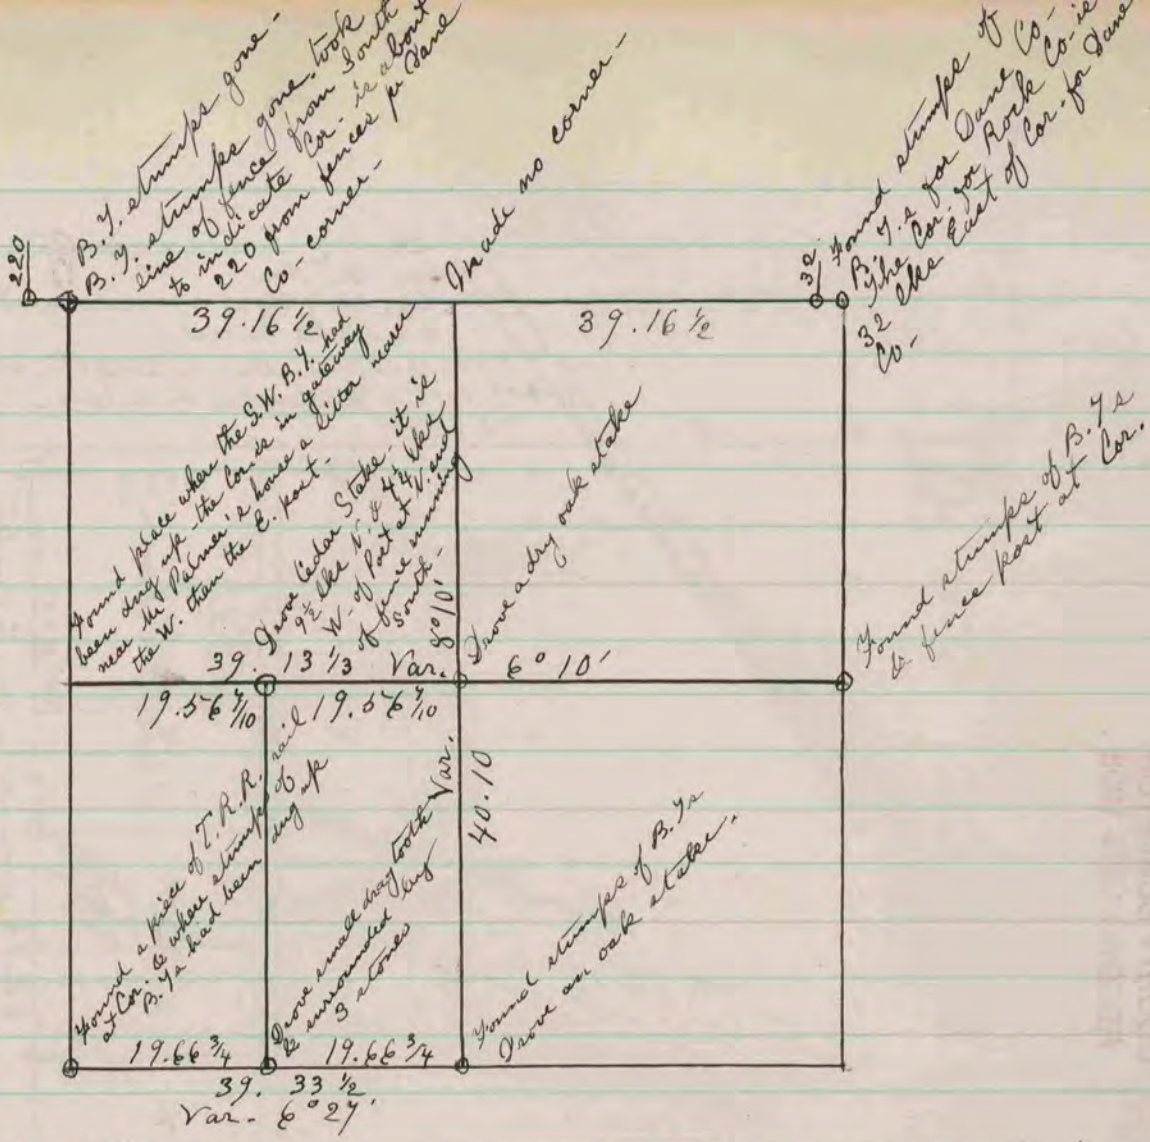 B.T. stumps gone -
B.T. stumps gone. took
line of fence from South
to indicate Cor. is about
220 from fences per Dane
Co - corner -
Made no corner -
Found stumps of
B.T.s for Dane Co -
The Cor. for Rock Co - is
32 lks East of Cor. for Dane
Co -
220
32
39.16 1/2
39.16 1/2
Found place where the S.W. B.T. had
been dug up - the Cor. is in gateway
near Mr Palmer's house a litter nearer
the W. than the E. post -
Drove Cedar Stake - it is
9 1/2 lks N. & 4 1/2 lks
W. of Post at N. end
of fence running
South -
Drove a dry oak stake
Found stumps of B.T.s
& fence post at Cor.
8° 10'
39. 13 1/3 Var.
6° 10'
19.56 7/10
19.56 7/10
Var.
40.10
Found a piece of T.R.R. rail
at Cor. & where stumps of
B.T.s had been dug up
Drove small drag tooth
& surrounded by
3 stones
Found stumps of B.T.s
Drove an oak stake.
19.66 3/4
19.66 3/4
39. 33 1/2
Var. 6° 27'